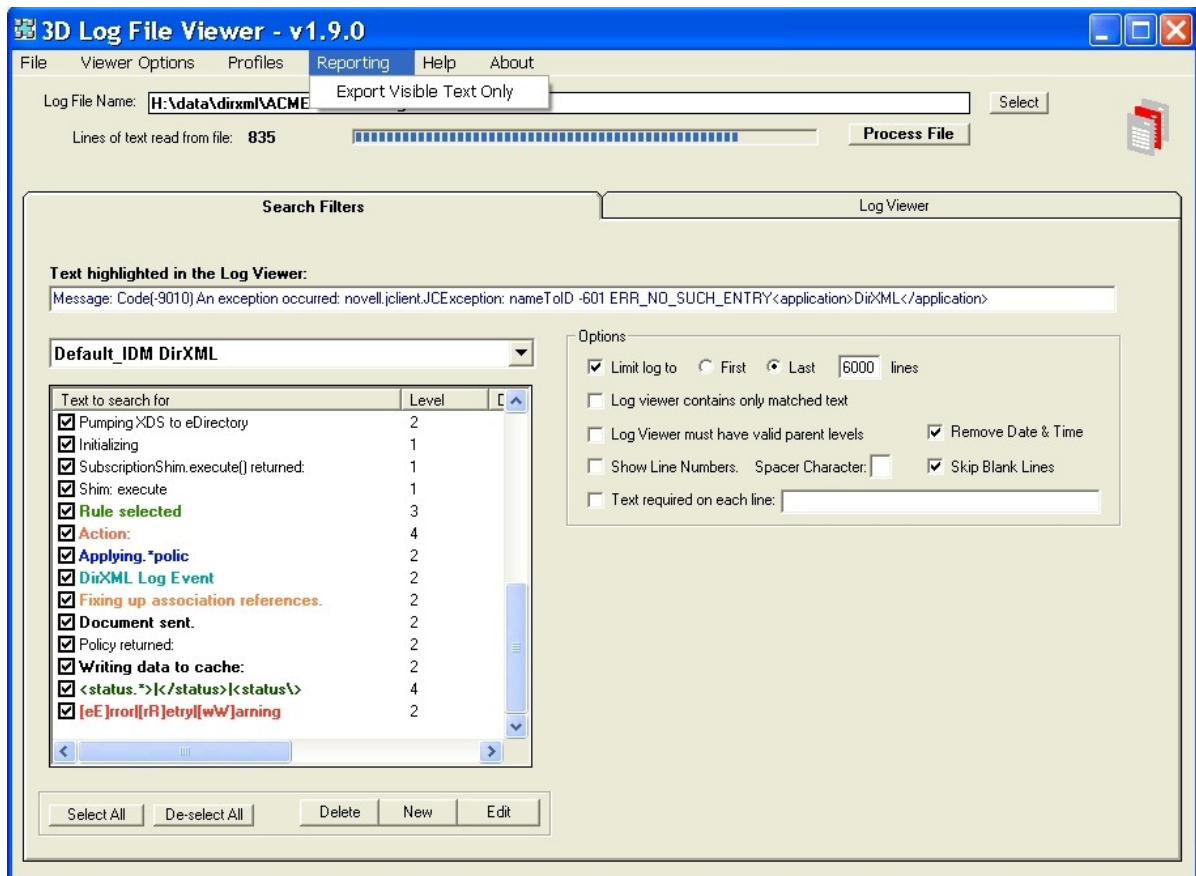 3D Log File Viewer - v1.9.0
File Viewer Options Profiles Reporting Help About
Export Visible Text Only
Log File Name: H:\data\dirxml\ACME Select
Lines of text read from file: 835 Process File
Search Filters Log Viewer
Text highlighted in the Log Viewer:
Message: Code(-9010) An exception occurred: novell.jclient.JCException: nameToID -601 ERR_NO_SUCH_ENTRY<application>DirXML</application>
Default_IDM DirXML
Text to search for Level D
Pumping XDS to eDirectory 2
Initializing 1
SubscriptionShim.execute() returned: 1
Shim: execute 1
Rule selected 3
Action: 4
Applying.*polic 2
DirXML Log Event 2
Fixing up association references. 2
Document sent. 2
Policy returned: 2
Writing data to cache: 2
<status.*>|</status>|<status\> 4
[eE]rror|[rR]etry|[wW]arning 2
Select All De-select All Delete New Edit
Options
Limit log to First Last 6000 lines
Log viewer contains only matched text
Log Viewer must have valid parent levels Remove Date & Time
Show Line Numbers. Spacer Character: Skip Blank Lines
Text required on each line: